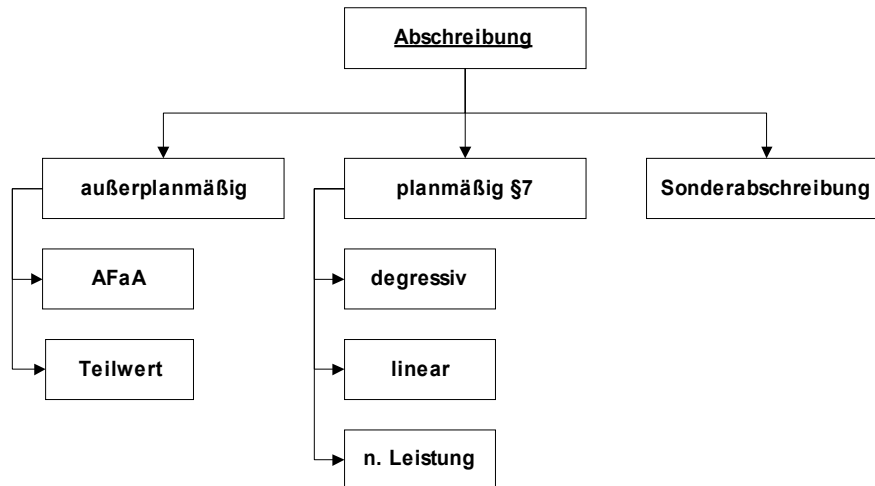 Abschreibung
außerplanmäßig
planmäßig §7
Sonderabschreibung
AFaA
degressiv
Teilwert
linear
n. Leistung